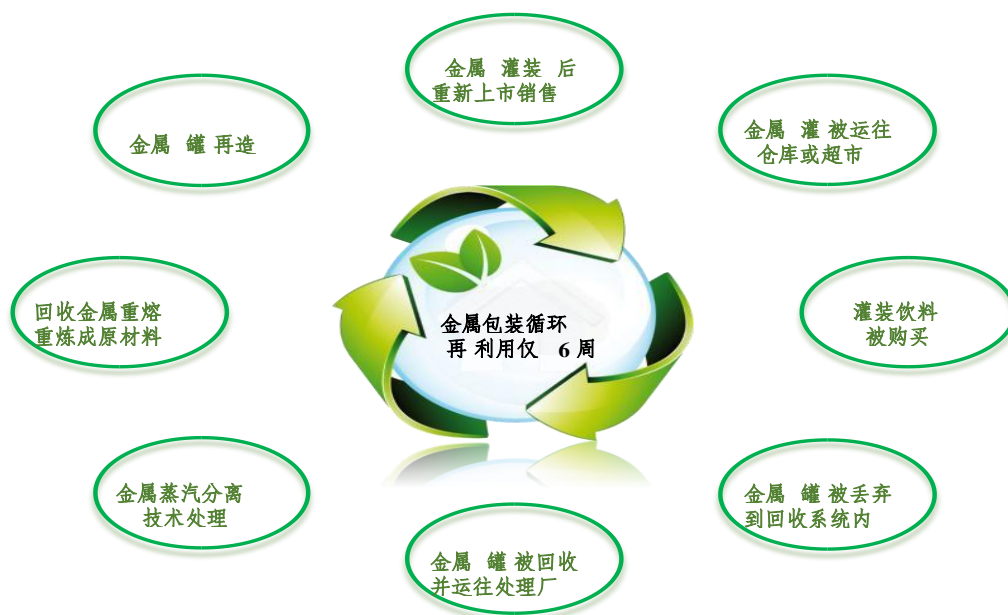 金属 灌装 后
重新上市销售
金属 罐 再造
金属 灌 被运往
仓库或超市
回收金属重熔
重炼成原材料
金属包装循环
再 利用仅 6 周
灌装饮料
被购买
金属蒸汽分离
技术处理
金属 罐 被丢弃
到回收系统内
金属 罐 被回收
并运往处理厂